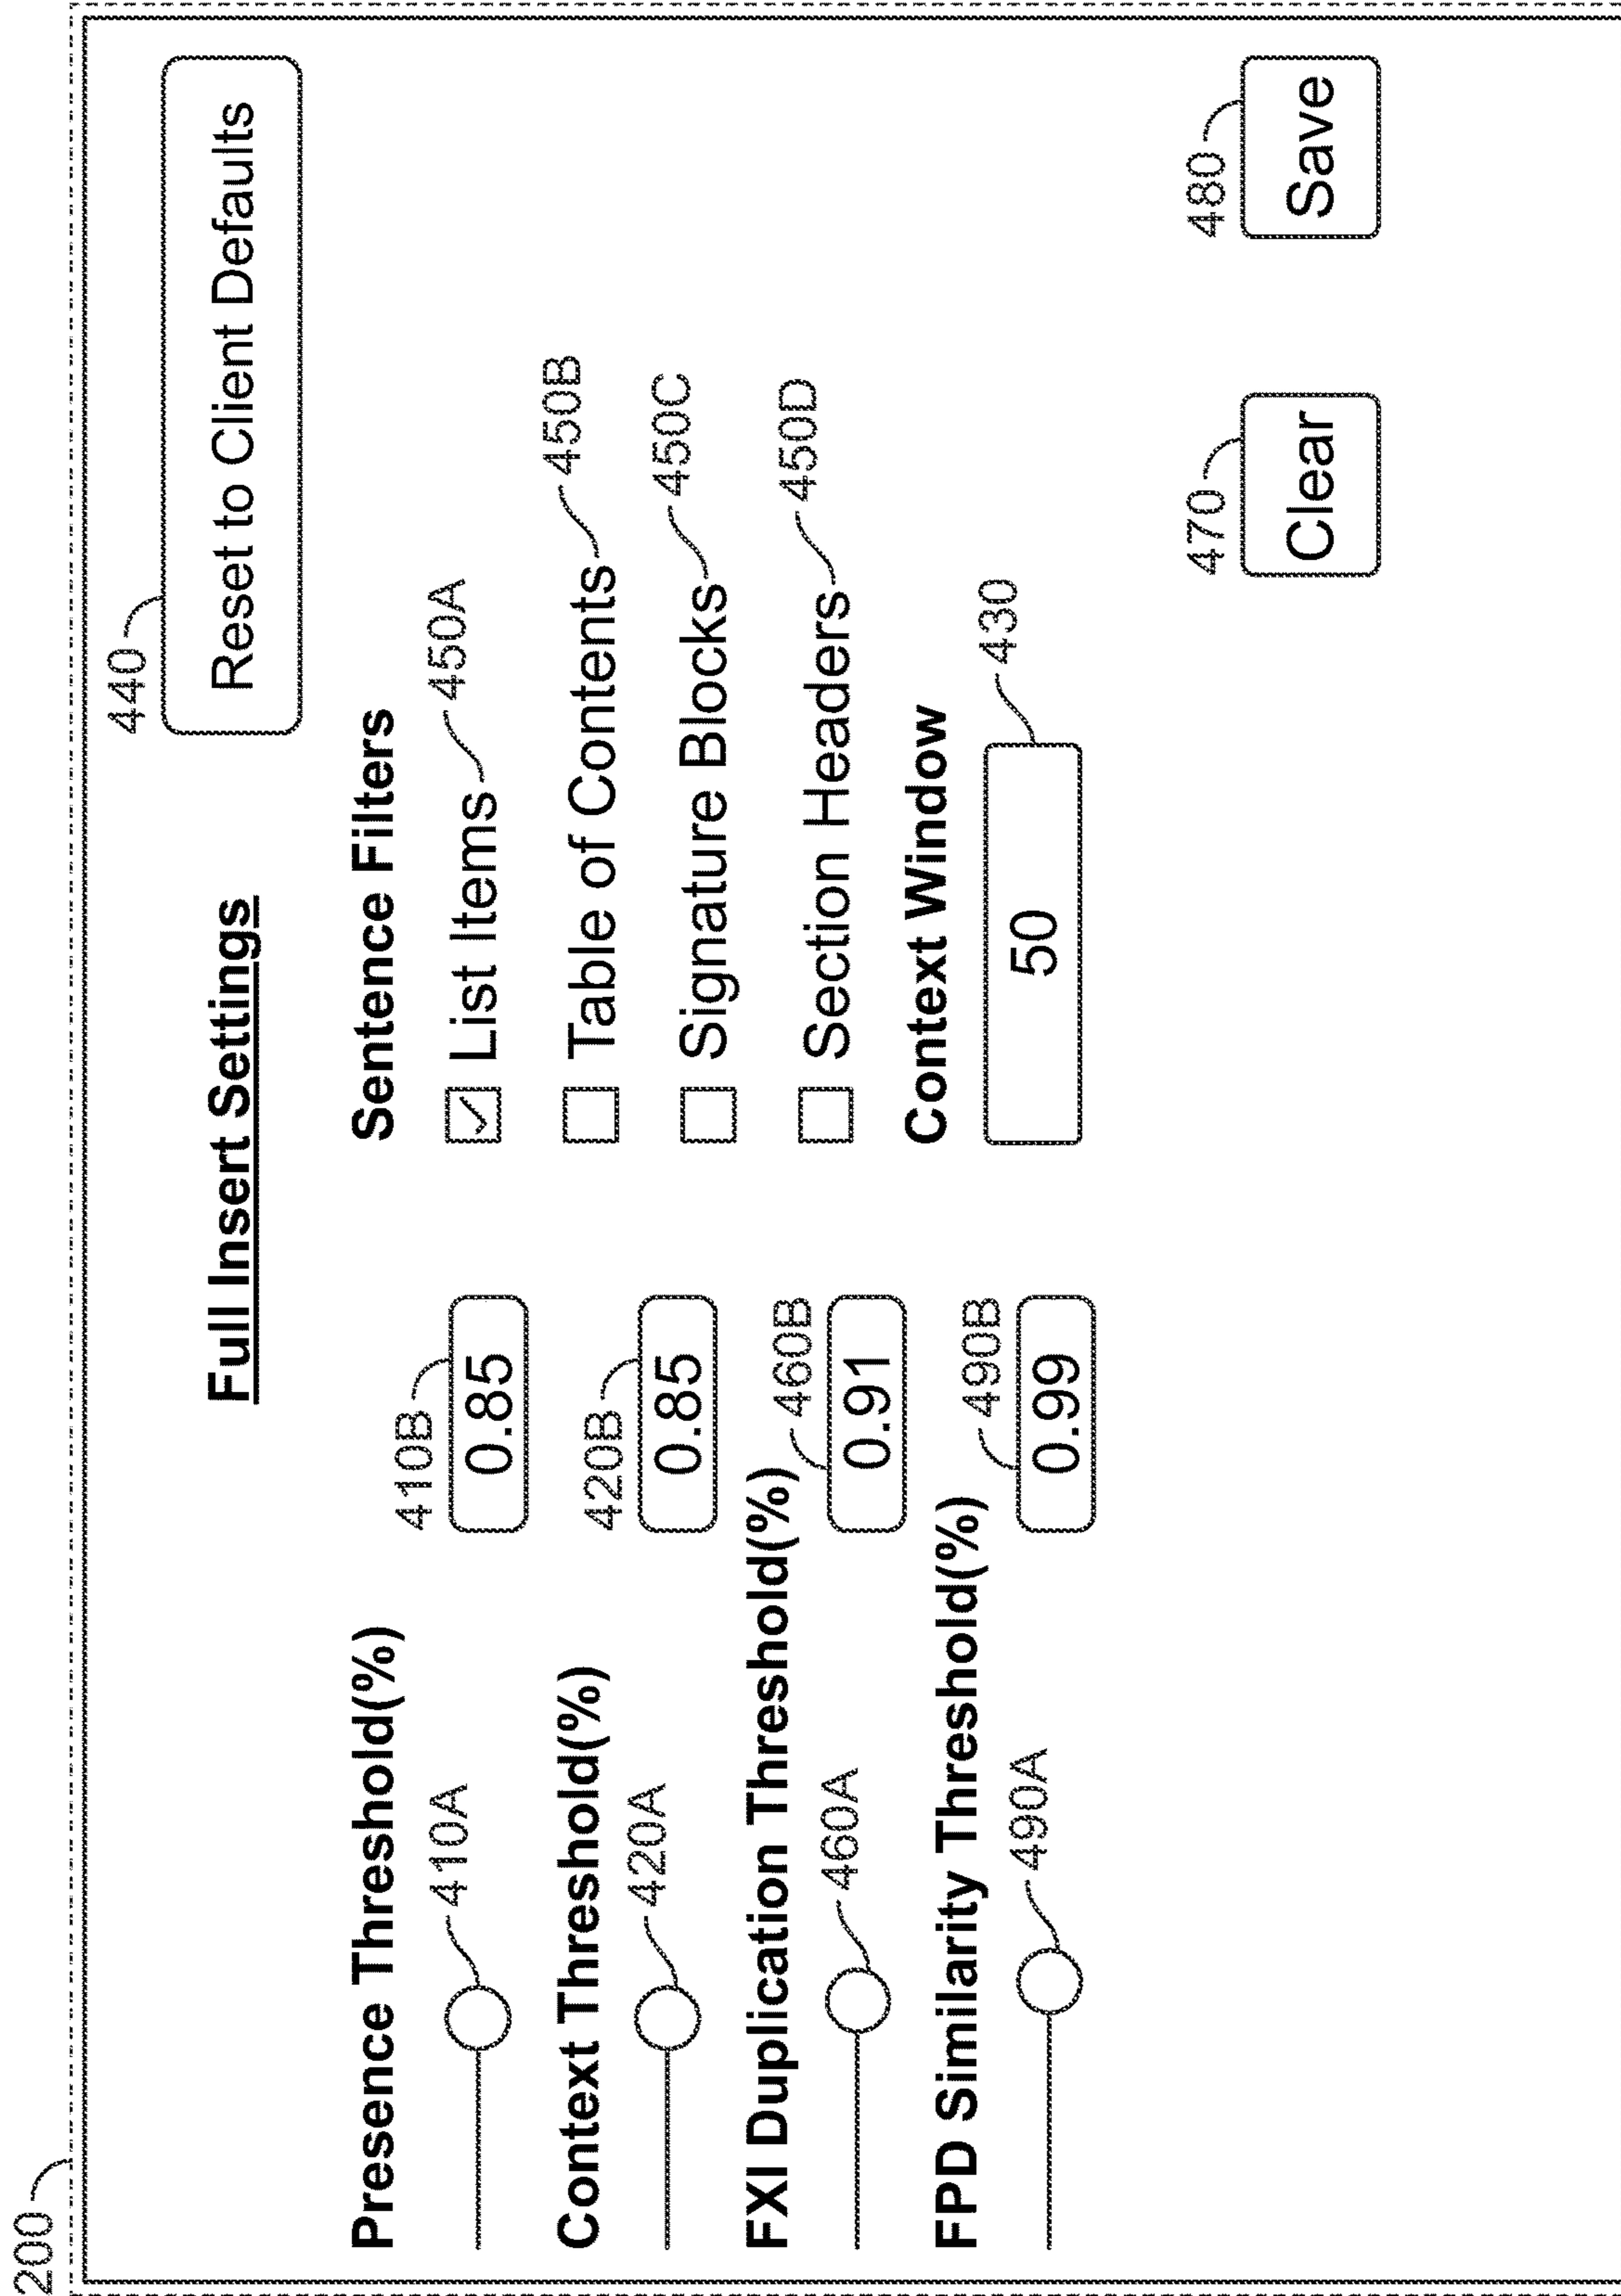 200
440
Full Insert Settings
Reset to Client Defaults
Presence Threshold(%)
410A
410B
0.85
Context Threshold(%)
420A
420B
0.85
FXI Duplication Threshold(%)
460A
460B
0.91
FPD Similarity Threshold(%)
490A
490B
0.99
Sentence Filters
List Items 450A
Table of Contents 450B
Signature Blocks 450C
Section Headers 450D
Context Window
50
430
470
Clear
480
Save